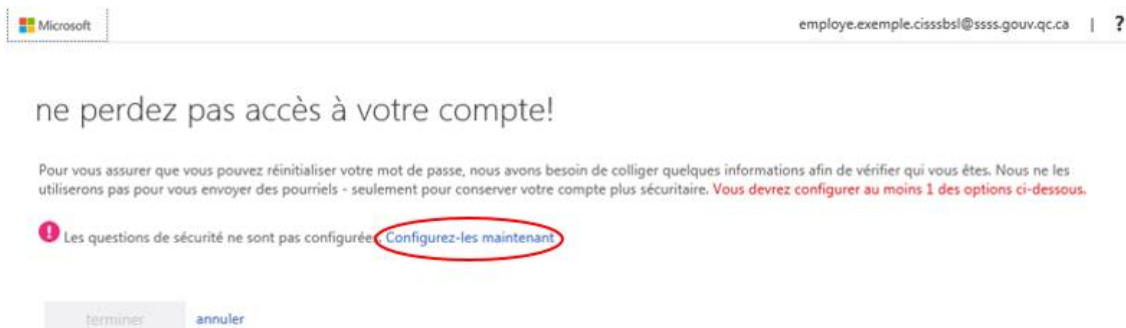 Microsoft
employe.exemple.cisssbsl@ssss.gouv.qc.ca | ?
ne perdez pas accès à votre compte!
Pour vous assurer que vous pouvez réinitialiser votre mot de passe, nous avons besoin de colliger quelques informations afin de vérifier qui vous êtes. Nous ne les
utiliserons pas pour vous envoyer des pourriels - seulement pour conserver votre compte plus sécuritaire. Vous devrez configurer au moins 1 des options ci-dessous.
! Les questions de sécurité ne sont pas configurées. Configurez-les maintenant
terminer annuler